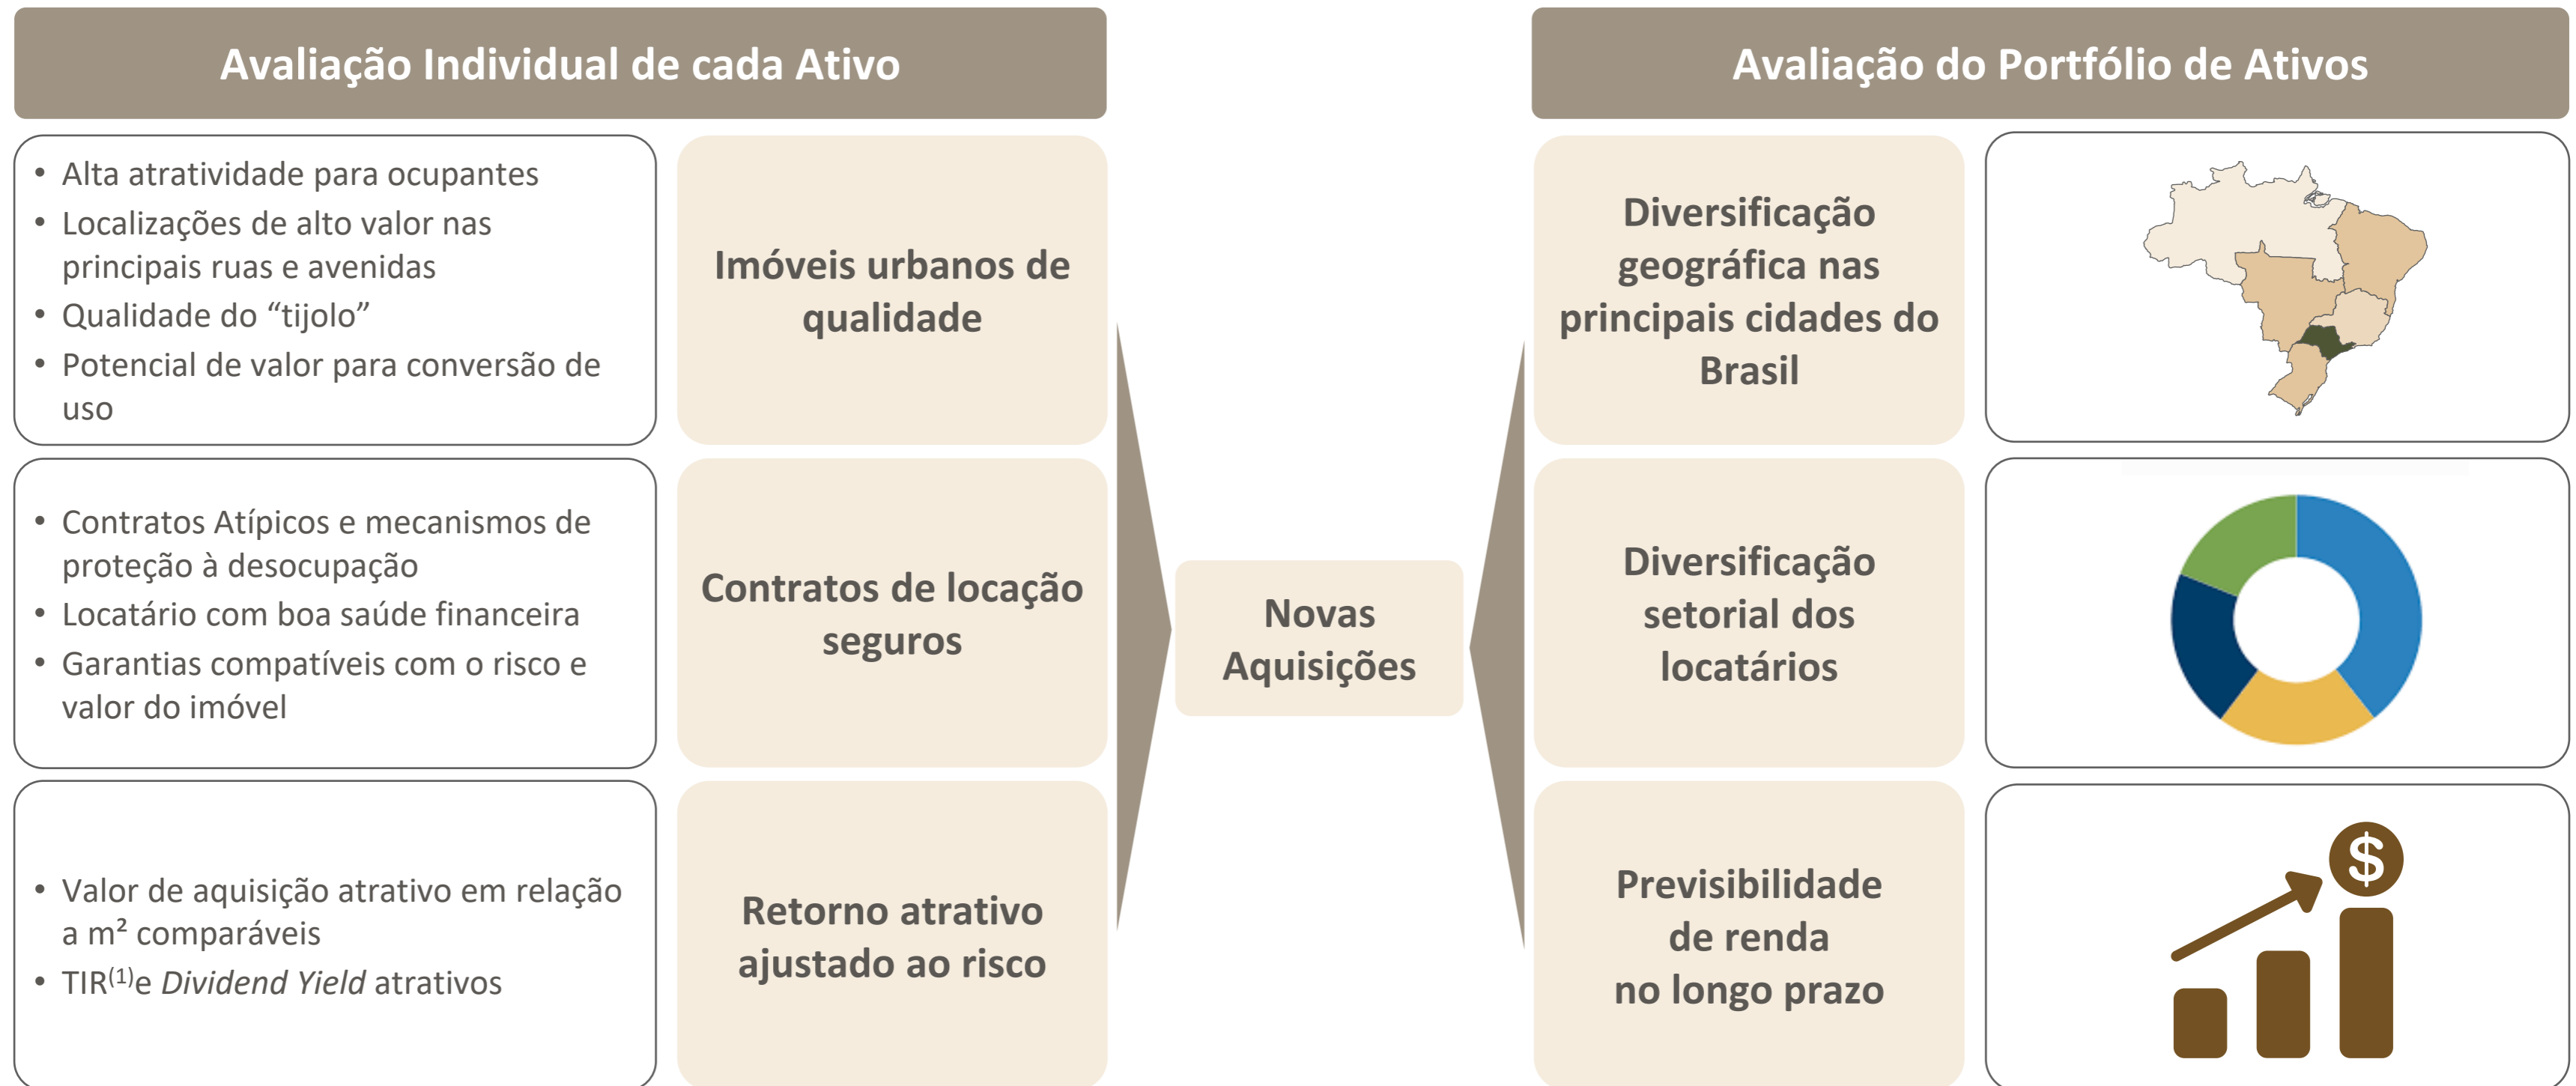 Avaliação Individual de cada Ativo
• Alta atratividade para ocupantes
• Localizações de alto valor nas
principais ruas e avenidas
• Qualidade do “tijolo”
• Potencial de valor para conversão de
uso
Imóveis urbanos de
qualidade
• Contratos Atípicos e mecanismos de
proteção à desocupação
• Locatário com boa saúde financeira
• Garantias compatíveis com o risco e
valor do imóvel
Contratos de locação
seguros
• Valor de aquisição atrativo em relação
a m² comparáveis
• TIR⁽¹⁾e Dividend Yield atrativos
Retorno atrativo
ajustado ao risco
Novas
Aquisições
Avaliação do Portfólio de Ativos
Diversificação
geográfica nas
principais cidades do
Brasil
Diversificação
setorial dos
locatários
Previsibilidade
de renda
no longo prazo
$